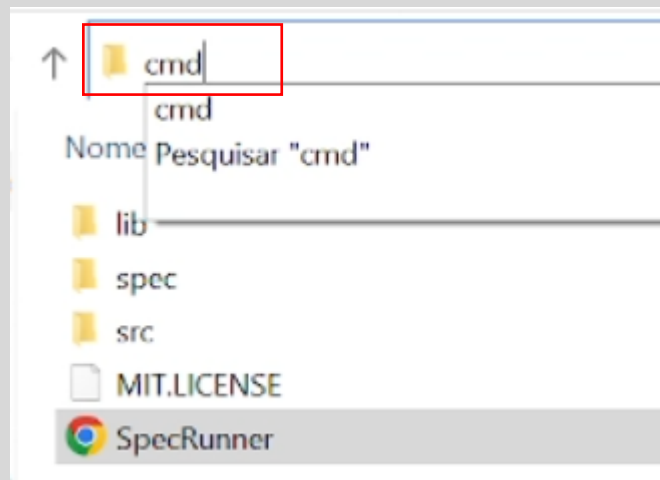 cmd
cmd
Nome
Pesquisar "cmd"
lib
spec
src
MIT.LICENSE
SpecRunner